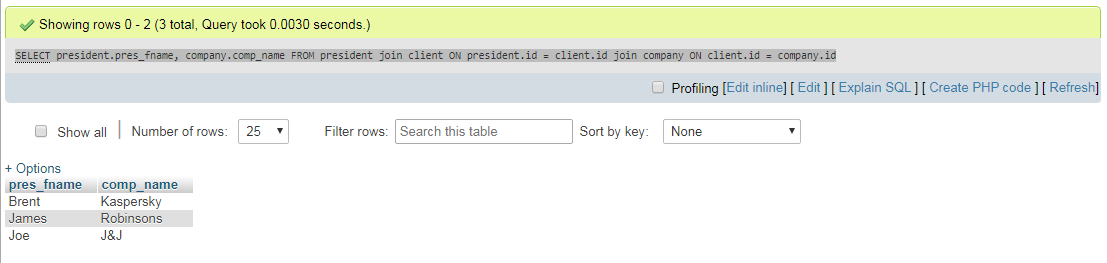 Showing rows 0 - 2 (3 total, Query took 0.0030 seconds.)
SELECT president.pres_fname, company.comp_name FROM president join client ON president.id = client.id join company ON client.id = company.id
Profiling [Edit inline] [ Edit ] [ Explain SQL ] [ Create PHP code ] [ Refresh]
Show all | Number of rows: 25 Filter rows: Search this table Sort by key: None
+ Options
pres_fname comp_name
Brent Kaspersky
James Robinsons
Joe J&J